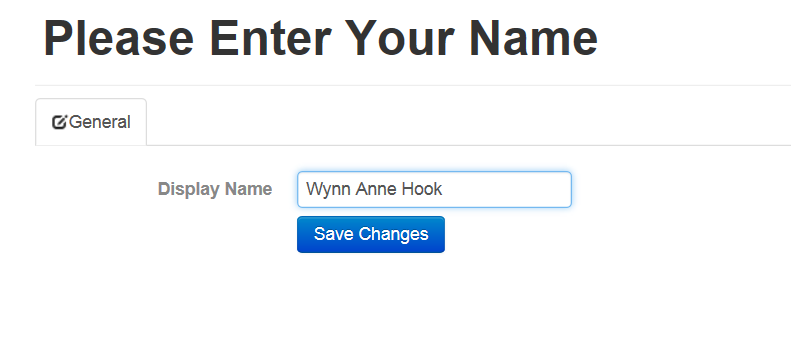 Please Enter Your Name
General
Display Name Wynn Anne Hook
Save Changes